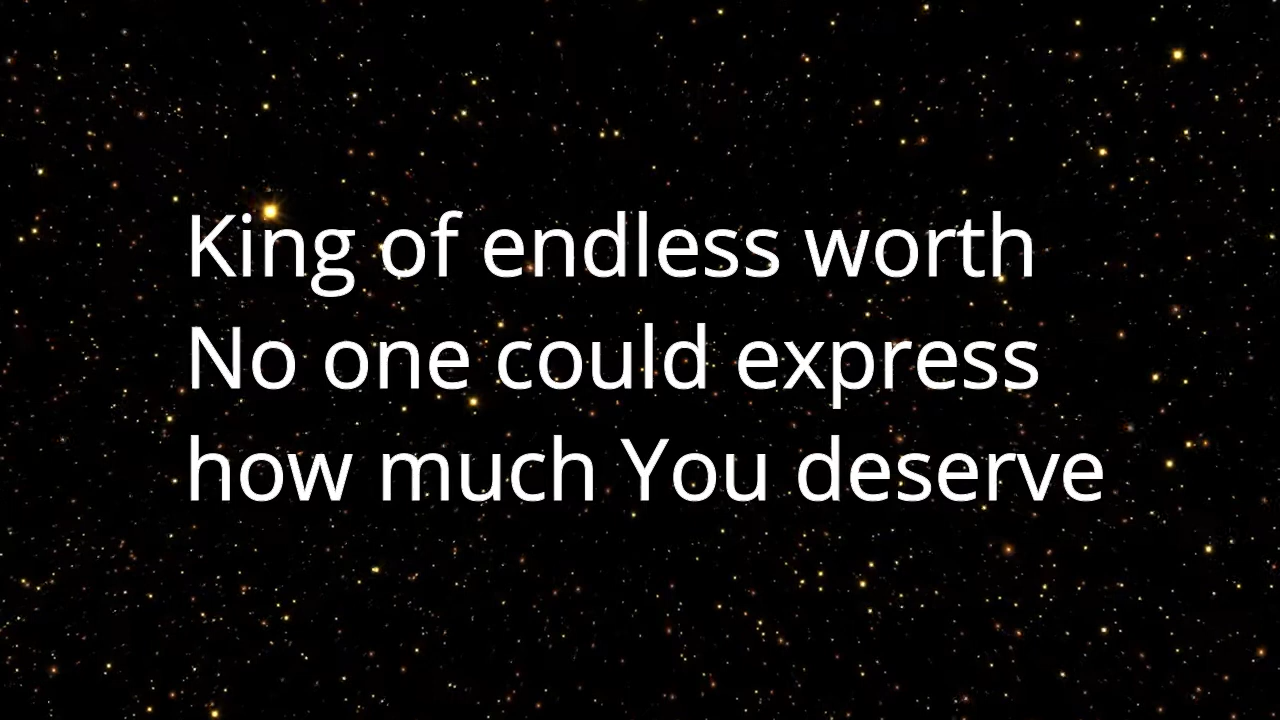 King of endless worth
No one could express
how much You deserve